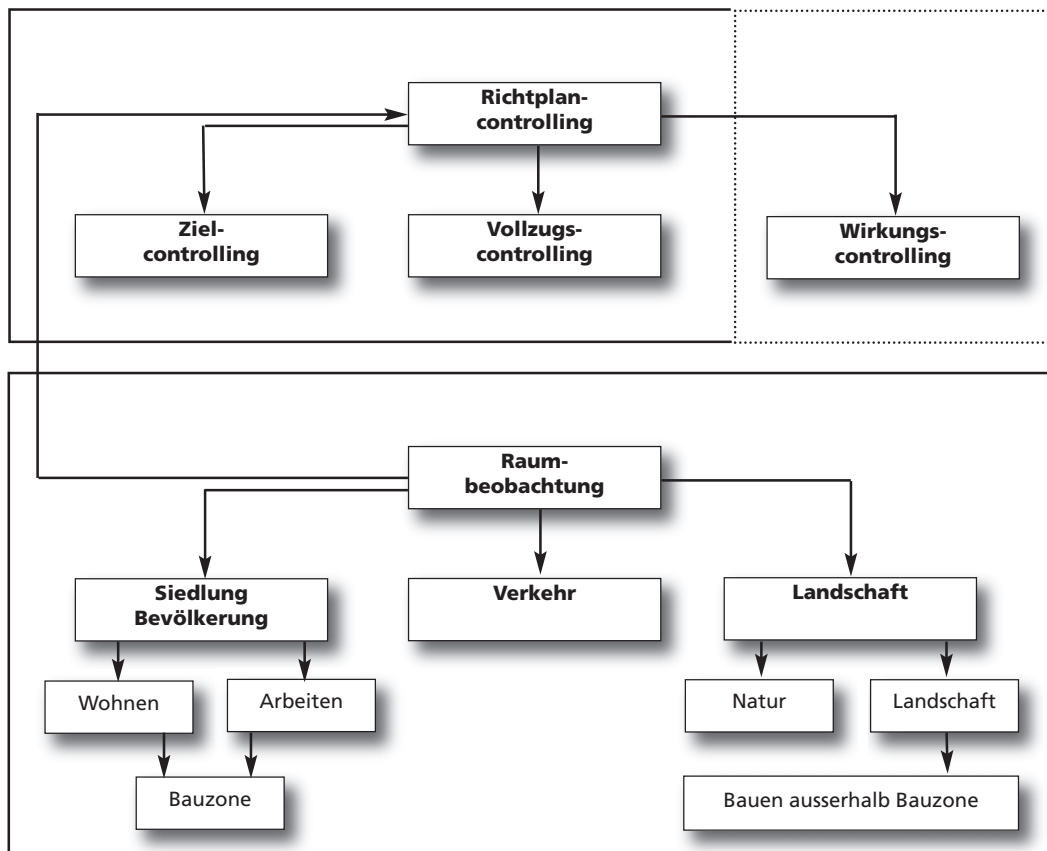 Richtplan-
controlling
Ziel-
controlling
Vollzugs-
controlling
Wirkungs-
controlling
Raum-
beobachtung
Siedlung
Bevölkerung
Verkehr
Landschaft
Wohnen
Arbeiten
Natur
Landschaft
Bauzone
Bauen ausserhalb Bauzone